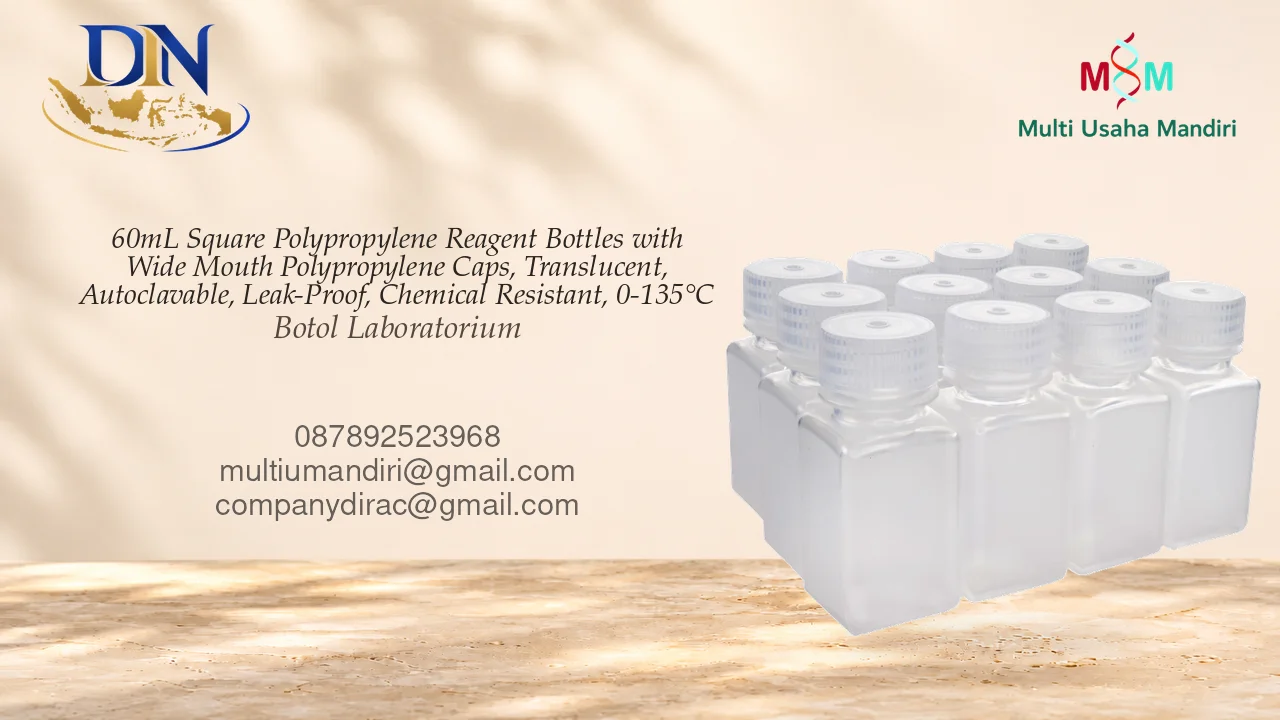 DIN
M M
Multi Usaha Mandiri
60mL Square Polypropylene Reagent Bottles with
Wide Mouth Polypropylene Caps, Translucent,
Autoclavable, Leak-Proof, Chemical Resistant, 0-135°C
Botol Laboratorium
087892523968
multiumandiri@gmail.com
companydirac@gmail.com